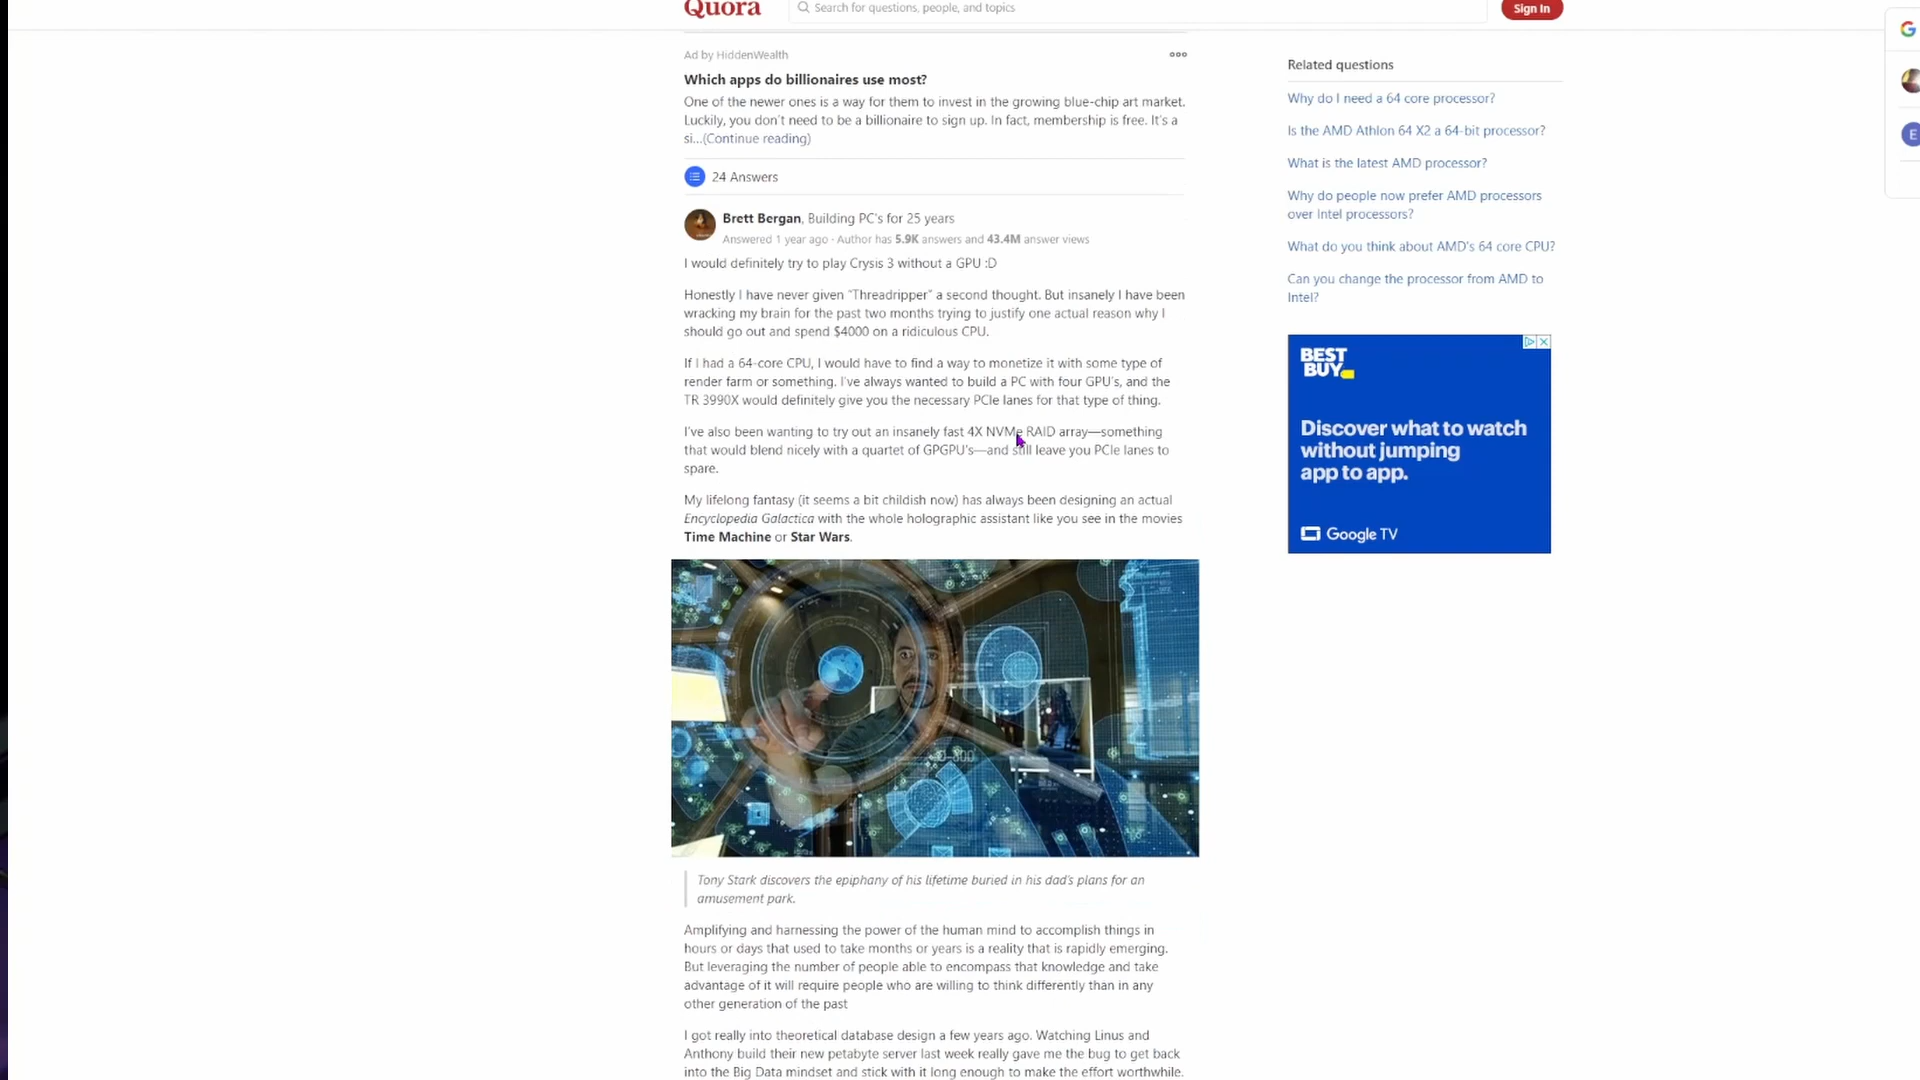 Quora
Search for questions, people, and topics
Sign In
Ad by HiddenWealth
Which apps do billionaires use most?
One of the newer ones is a way for them to invest in the growing blue-chip art market.
Luckily, you don't need to be a billionaire to sign up. In fact, membership is free. It's a
si...(Continue reading)
24 Answers
Brett Bergan, Building PC's for 25 years
Answered 1 year ago · Author has 5.9K answers and 43.4M answer views
I would definitely try to play Crysis 3 without a GPU :D
Honestly I have never given “Threadripper” a second thought. But insanely I have been
wracking my brain for the past two months trying to justify one actual reason why I
should go out and spend $4000 on a ridiculous CPU.
If I had a 64-core CPU, I would have to find a way to monetize it with some type of
render farm or something. I've always wanted to build a PC with four GPU's, and the
TR 3990X would definitely give you the necessary PCIe lanes for that type of thing.
I've also been wanting to try out an insanely fast 4X NVMe RAID array—something
that would blend nicely with a quartet of GPGPU's—and still leave you PCIe lanes to
spare.
My lifelong fantasy (it seems a bit childish now) has always been designing an actual
Encyclopedia Galactica with the whole holographic assistant like you see in the movies
Time Machine or Star Wars.
Tony Stark discovers the epiphany of his lifetime buried in his dad's plans for an
amusement park.
Amplifying and harnessing the power of the human mind to accomplish things in
hours or days that used to take months or years is a reality that is rapidly emerging.
But leveraging the number of people able to encompass that knowledge and take
advantage of it will require people who are willing to think differently than in any
other generation of the past
I got really into theoretical database design a few years ago. Watching Linus and
Anthony build their new petabyte server last week really gave me the bug to get back
into the Big Data mindset and stick with it long enough to make the effort worthwhile.
Related questions
Why do I need a 64 core processor?
Is the AMD Athlon 64 X2 a 64-bit processor?
What is the latest AMD processor?
Why do people now prefer AMD processors
over Intel processors?
What do you think about AMD's 64 core CPU?
Can you change the processor from AMD to
Intel?
BEST
BUY
Discover what to watch
without jumping
app to app.
Google TV
G
E